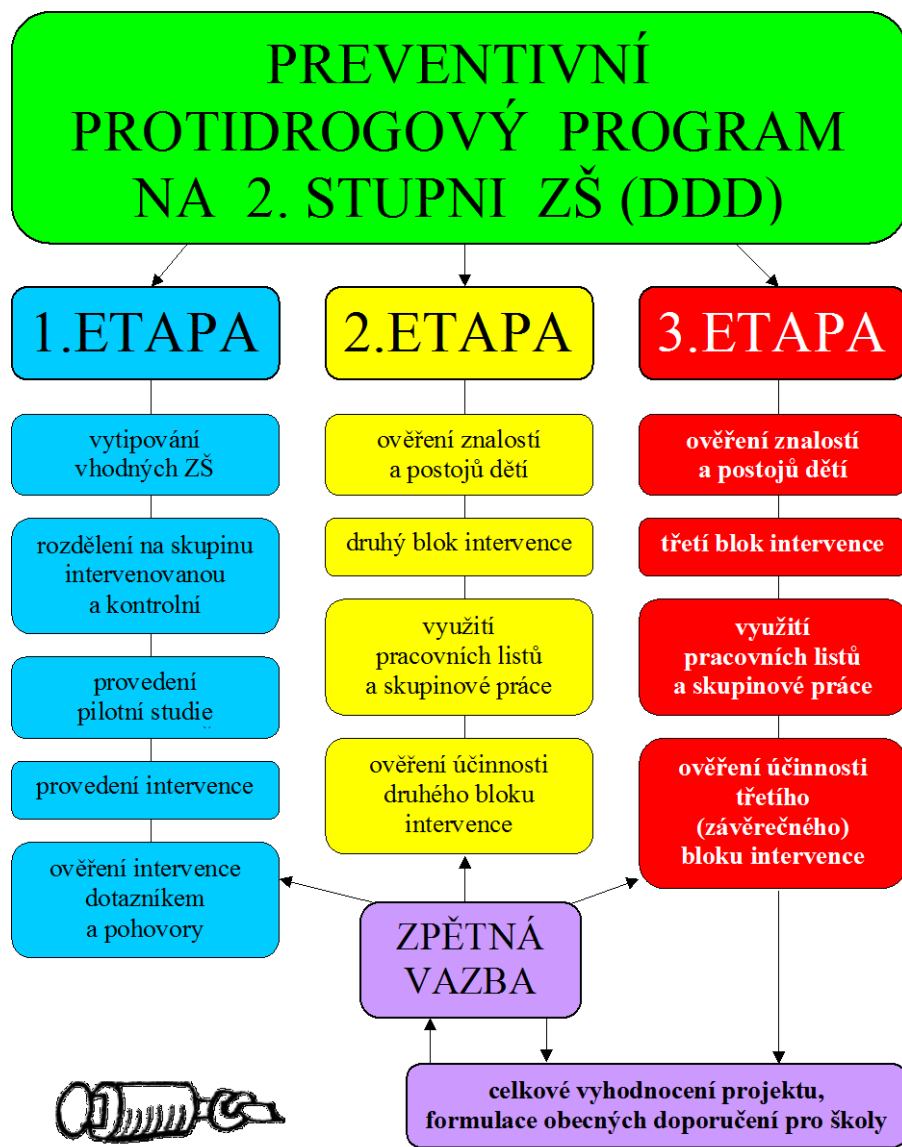 PREVENTIVNÍ
PROTIDROGOVÝ PROGRAM
NA 2. STUPNI ZŠ (DDD)
1.ETAPA
vytipování
vhodných ZŠ
rozdělení na skupinu
intervenovanou
a kontrolní
provedení
pilotní studie
provedení intervence
ověření intervence
dotazníkem
a pohovory
2.ETAPA
ověření znalostí
a postojů dětí
druhý blok intervence
využití
pracovních listů
a skupinové práce
ověření účinnosti
druhého bloku
intervence
3.ETAPA
ověření znalostí
a postojů dětí
třetí blok intervence
využití
pracovních listů
a skupinové práce
ověření účinnosti
třetího
(závěrečného)
bloku intervence
ZPĚTNÁ
VAZBA
celkové vyhodnocení projektu,
formulace obecných doporučení pro školy